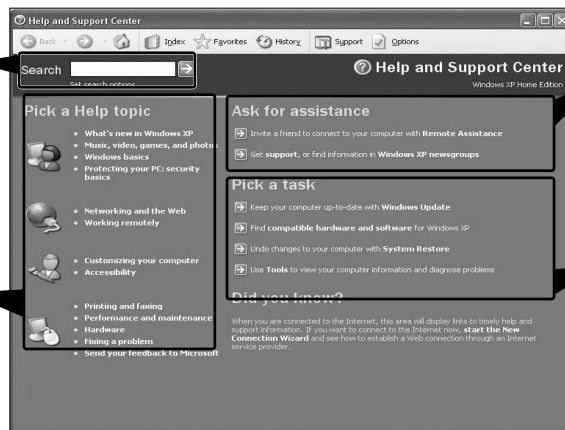 Help and Support Center
Back
Index
Favorites
History
Support
Options
Search
Set search options
Help and Support Center
Windows XP Home Edition
Pick a Help topic
What's new in Windows XP
Music, video, games, and photos
Windows basics
Protecting your PC: security
basics
Networking and the Web
Working remotely
Customizing your computer
Accessibility
Printing and faxing
Performance and maintenance
Hardware
Fixing a problem
Send your feedback to Microsoft
Ask for assistance
Invite a friend to connect to your computer with Remote Assistance
Get support, or find information in Windows XP newsgroups
Pick a task
Keep your computer up-to-date with Windows Update
Find compatible hardware and software for Windows XP
Undo changes to your computer with System Restore
Use Tools to view your computer information and diagnose problems
Did you know?
When you are connected to the Internet, this area will display links to timely help and
support information. If you want to connect to the Internet now, start the New
Connection Wizard and see how to establish a Web connection through an Internet
service provider.